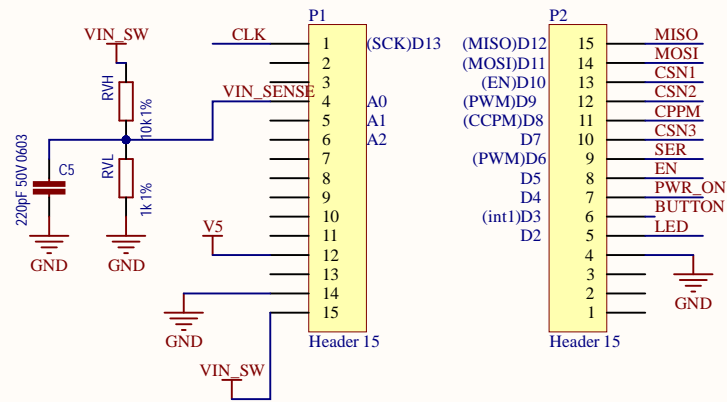 P1
P2
VIN_SW
CLK
1
(SCK)D13
(MISO)D12
15
MISO
2
(MOSI)D11
14
MOSI
RVH
10k 1%
3
(EN)D10
13
CSN1
VIN_SENSE
4
A0
(PWM)D9
12
CSN2
5
A1
(CCPM)D8
11
CPPM
6
A2
D7
10
CSN3
220pF 50V 0603
C5
RVL
1k 1%
7
(PWM)D6
9
SER
8
D5
8
EN
9
D4
7
PWR_ON
10
(int1)D3
6
BUTTON
V5
11
D2
5
LED
GND
GND
12
4
13
3
14
2
GND
15
1
GND
Header 15
Header 15
VIN_SW